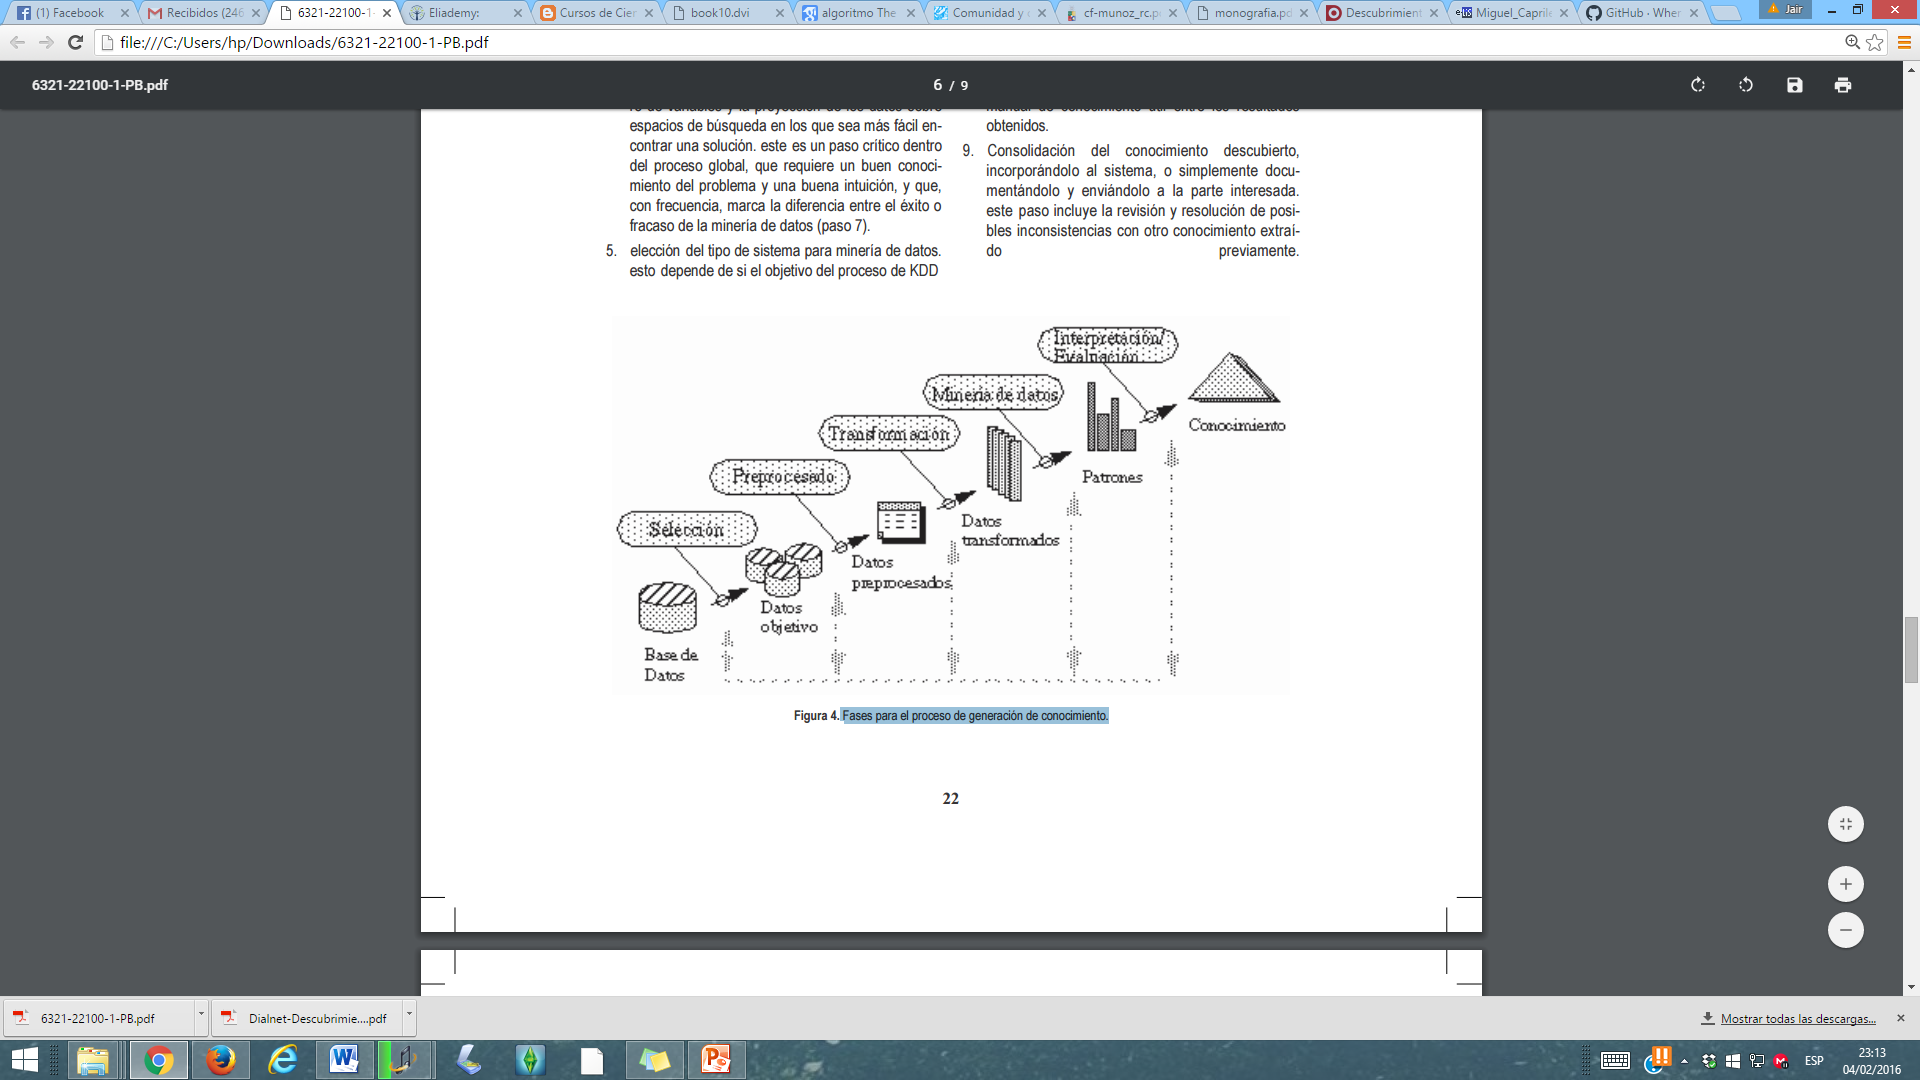 (1) Facebook
Recibidos (246
6321-22100-1-
Eliademy:
Cursos de Cien
book10.dvi
algoritmo The
Comunidad y
cf-munoz_rc.p
monografia.pd
Descubrimient
Miguel_Caprile
GitHub · Wher
Jair
file:///C:/Users/hp/Downloads/6321-22100-1-PB.pdf
6321-22100-1-PB.pdf
6 / 9
espacios de búsqueda en los que sea más fácil en-
contrar una solución. este es un paso crítico dentro
del proceso global, que requiere un buen conoci-
miento del problema y una buena intuición, y que,
con frecuencia, marca la diferencia entre el éxito o
fracaso de la minería de datos (paso 7).
5. elección del tipo de sistema para minería de datos.
esto depende de si el objetivo del proceso de KDD
manual de conocimiento útil entre los resultados
obtenidos.
9. Consolidación del conocimiento descubierto,
incorporándolo al sistema, o simplemente docu-
mentándolo y enviándolo a la parte interesada.
este paso incluye la revisión y resolución de posi-
bles inconsistencias con otro conocimiento extraí-
do previamente.
Interpretación/
Evaluación
Minería de datos
Transformación
Preprocesado
Selección
Conocimiento
Patrones
Datos
transformados
Datos
preprocesados
Datos
objetivo
Base de
Datos
Figura 4. Fases para el proceso de generación de conocimiento.
22
6321-22100-1-PB.pdf
Dialnet-Descubrimie....pdf
Mostrar todas las descargas...
ESP
23:13
04/02/2016